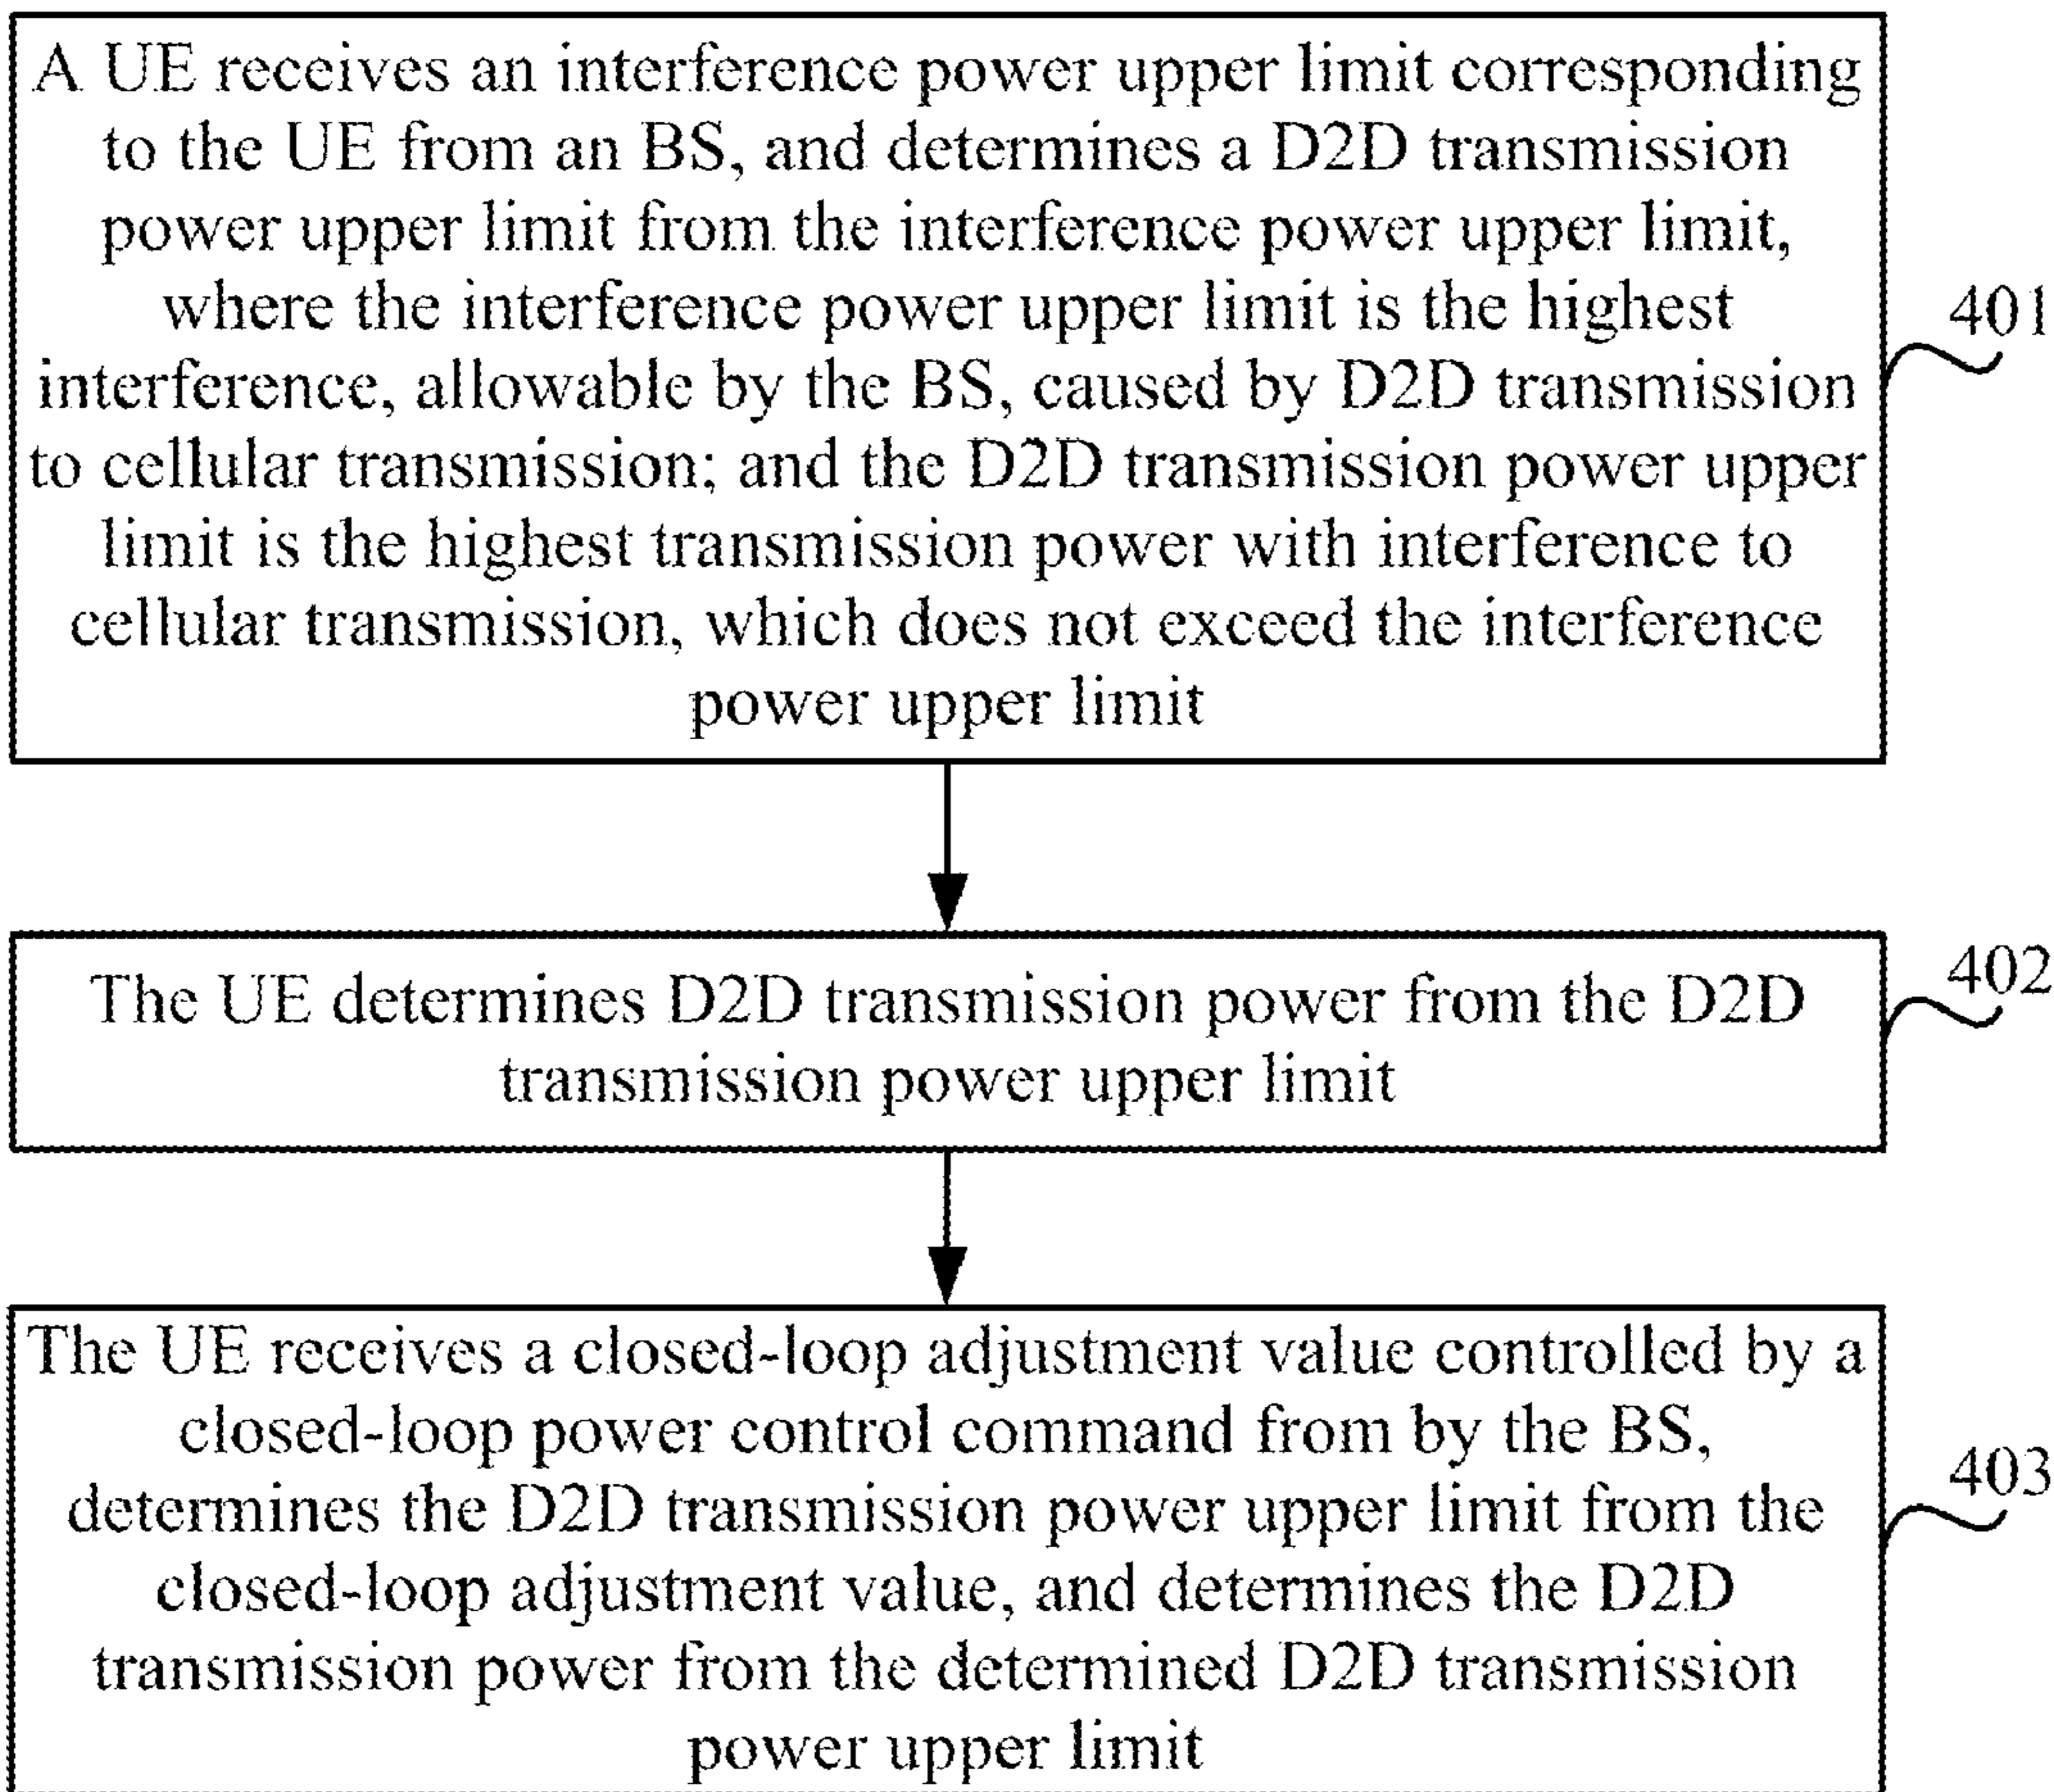 A UE receives an interference power upper limit corresponding
to the UE from an BS, and determines a D2D transmission
power upper limit from the interference power upper limit,
where the interference power upper limit is the highest
interference, allowable by the BS, caused by D2D transmission
to cellular transmission; and the D2D transmission power upper
limit is the highest transmission power with interference to
cellular transmission, which does not exceed the interference
power upper limit
401
The UE determines D2D transmission power from the D2D
transmission power upper limit
402
The UE receives a closed-loop adjustment value controlled by a
closed-loop power control command from by the BS,
determines the D2D transmission power upper limit from the
closed-loop adjustment value, and determines the D2D
transmission power from the determined D2D transmission
power upper limit
403